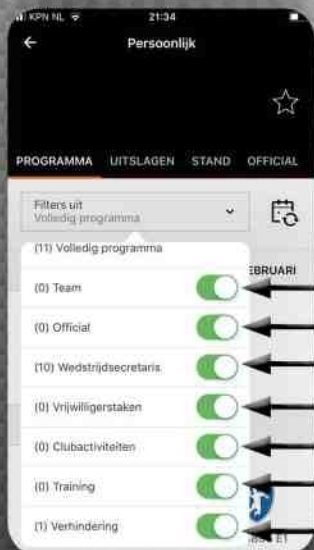 KPN NL 21:34
Persoonlijk
PROGRAMMA UITSLAGEN STAND OFFICIAL
Filters uit
Volledig programma
(11) Volledig programma
EBRUARI
(0) Team
(0) Official
(10) Wedstrijdsecretaris
(0) Vrijwilligerstaken
(0) Clubactiviteiten
(0) Training
(1) Verhindering